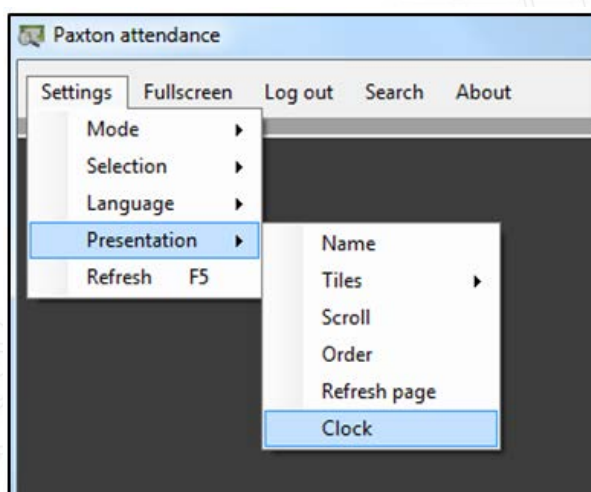 Paxton attendance
Settings Fullscreen Log out Search About
Mode
Selection
Language
Presentation
Refresh F5
Name
Tiles
Scroll
Order
Refresh page
Clock